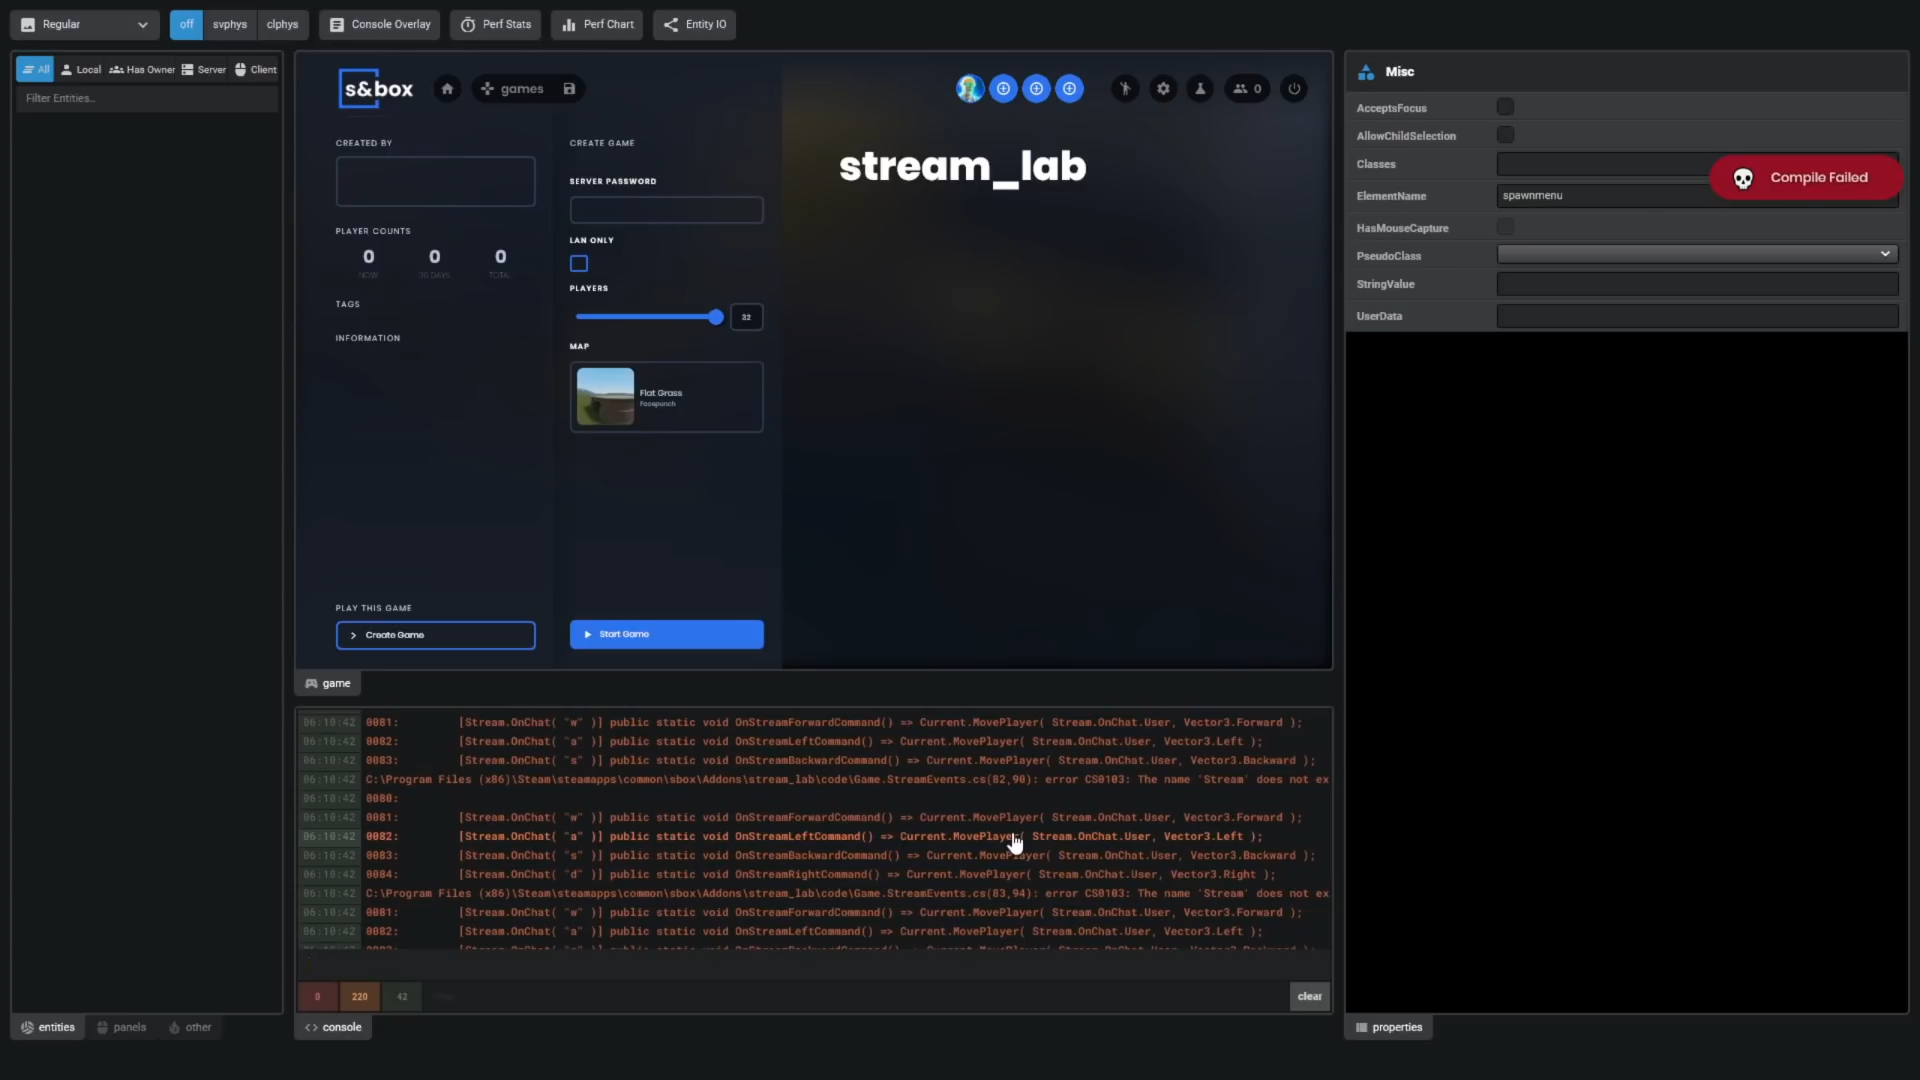 Regular
off
svphys
clphys
Console Overlay
Perf Stats
Perf Chart
Entity IO
All
Local
Has Owner
Server
Client
Filter Entities...
s&box
games
0
CREATED BY
PLAYER COUNTS
0
0
0
NOW
30 DAYS
TOTAL
TAGS
INFORMATION
PLAY THIS GAME
Create Game
CREATE GAME
SERVER PASSWORD
LAN ONLY
PLAYERS
32
MAP
Flat Grass
Facepunch
Start Game
stream_lab
game
06:10:42 0081: [Stream.OnChat( "w" )] public static void OnStreamForwardCommand() => Current.MovePlayer( Stream.OnChat.User, Vector3.Forward );
06:10:42 0082: [Stream.OnChat( "a" )] public static void OnStreamLeftCommand() => Current.MovePlayer( Stream.OnChat.User, Vector3.Left );
06:10:42 0083: [Stream.OnChat( "s" )] public static void OnStreamBackwardCommand() => Current.MovePlayer( Stream.OnChat.User, Vector3.Backward );
06:10:42 C:\Program Files (x86)\Steam\steamapps\common\sbox\Addons\stream_lab\code\Game.StreamEvents.cs(82,90): error CS0103: The name 'Stream' does not ex
06:10:42 0080:
06:10:42 0081: [Stream.OnChat( "w" )] public static void OnStreamForwardCommand() => Current.MovePlayer( Stream.OnChat.User, Vector3.Forward );
06:10:42 0082: [Stream.OnChat( "a" )] public static void OnStreamLeftCommand() => Current.MovePlayer( Stream.OnChat.User, Vector3.Left );
06:10:42 0083: [Stream.OnChat( "s" )] public static void OnStreamBackwardCommand() => Current.MovePlayer( Stream.OnChat.User, Vector3.Backward );
06:10:42 0084: [Stream.OnChat( "d" )] public static void OnStreamRightCommand() => Current.MovePlayer( Stream.OnChat.User, Vector3.Right );
06:10:42 C:\Program Files (x86)\Steam\steamapps\common\sbox\Addons\stream_lab\code\Game.StreamEvents.cs(83,94): error CS0103: The name 'Stream' does not ex
06:10:42 0081: [Stream.OnChat( "w" )] public static void OnStreamForwardCommand() => Current.MovePlayer( Stream.OnChat.User, Vector3.Forward );
06:10:42 0082: [Stream.OnChat( "a" )] public static void OnStreamLeftCommand() => Current.MovePlayer( Stream.OnChat.User, Vector3.Left );
0
220
42
clear
entities
panels
other
console
Misc
AcceptsFocus
AllowChildSelection
Classes
Compile Failed
ElementName
spawnmenu
HasMouseCapture
PseudoClass
StringValue
UserData
properties